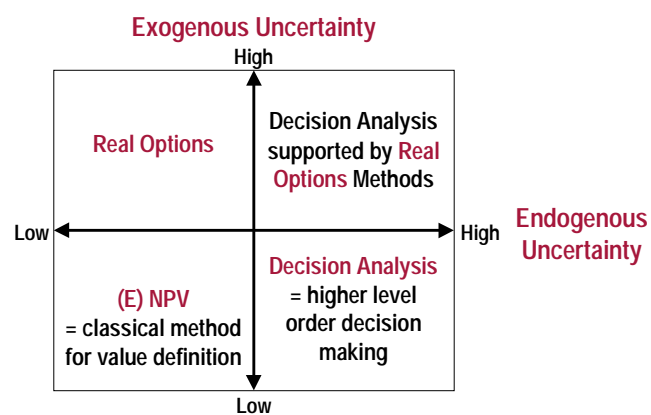 Exogenous Uncertainty
High
Real Options
Decision Analysis
supported by Real
Options Methods
Low
High
Endogenous
Uncertainty
(E) NPV
= classical method
for value definition
Decision Analysis
= higher level
order decision
making
Low